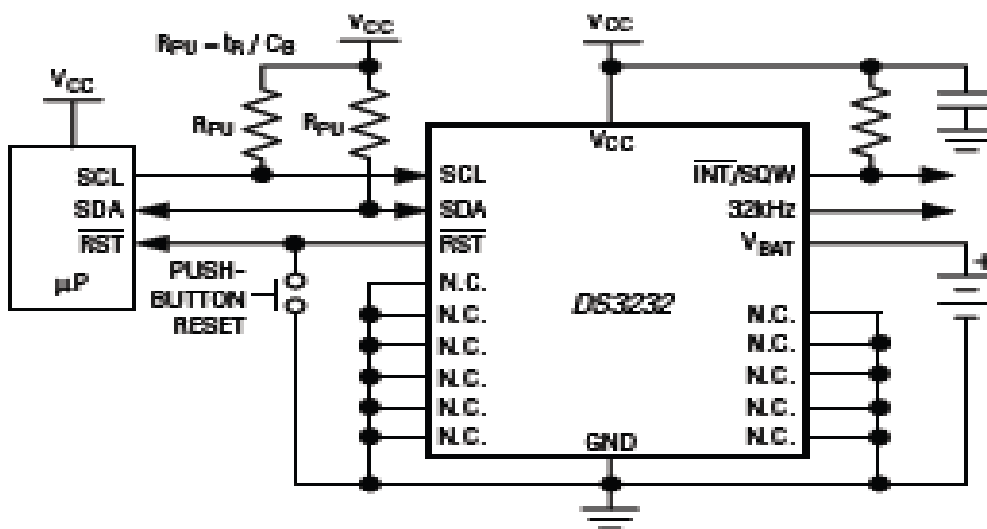 VCC
VCC
RPU = tR / CB
VCC
RPU
RPU
VCC
SCL
SCL
INT/SQW
SDA
SDA
32kHz
RST
RST
VBAT
+
µP
PUSH-
BUTTON
RESET
DS3232
N.C.
N.C.
N.C.
N.C.
N.C.
N.C.
N.C.
N.C.
N.C.
N.C.
N.C.
GND